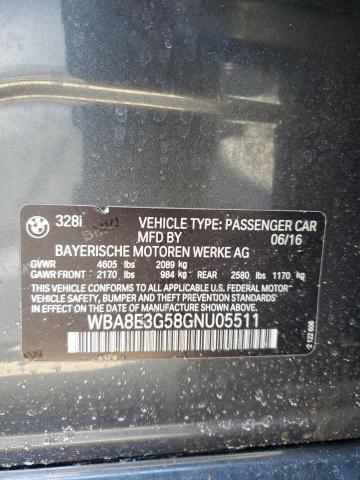 328i VEHICLE TYPE: PASSENGER CAR
MFD BY 06/16
BAYERISCHE MOTOREN WERKE AG
GVWR 4605 lbs 2089 kg
GAWR FRONT: 2170 lbs 984 kg REAR 2580 lbs 1170 kg
THIS VEHICLE CONFORMS TO ALL APPLICABLE
U.S. FEDERAL MOTOR VEHICLE SAFETY, BUMPER, AND
THEFT PREVENTION STANDARDS IN EFFECT ON THE
DATE OF MANUFACTURE SHOWN ABOVE.
WBA8E3G58GNU05511